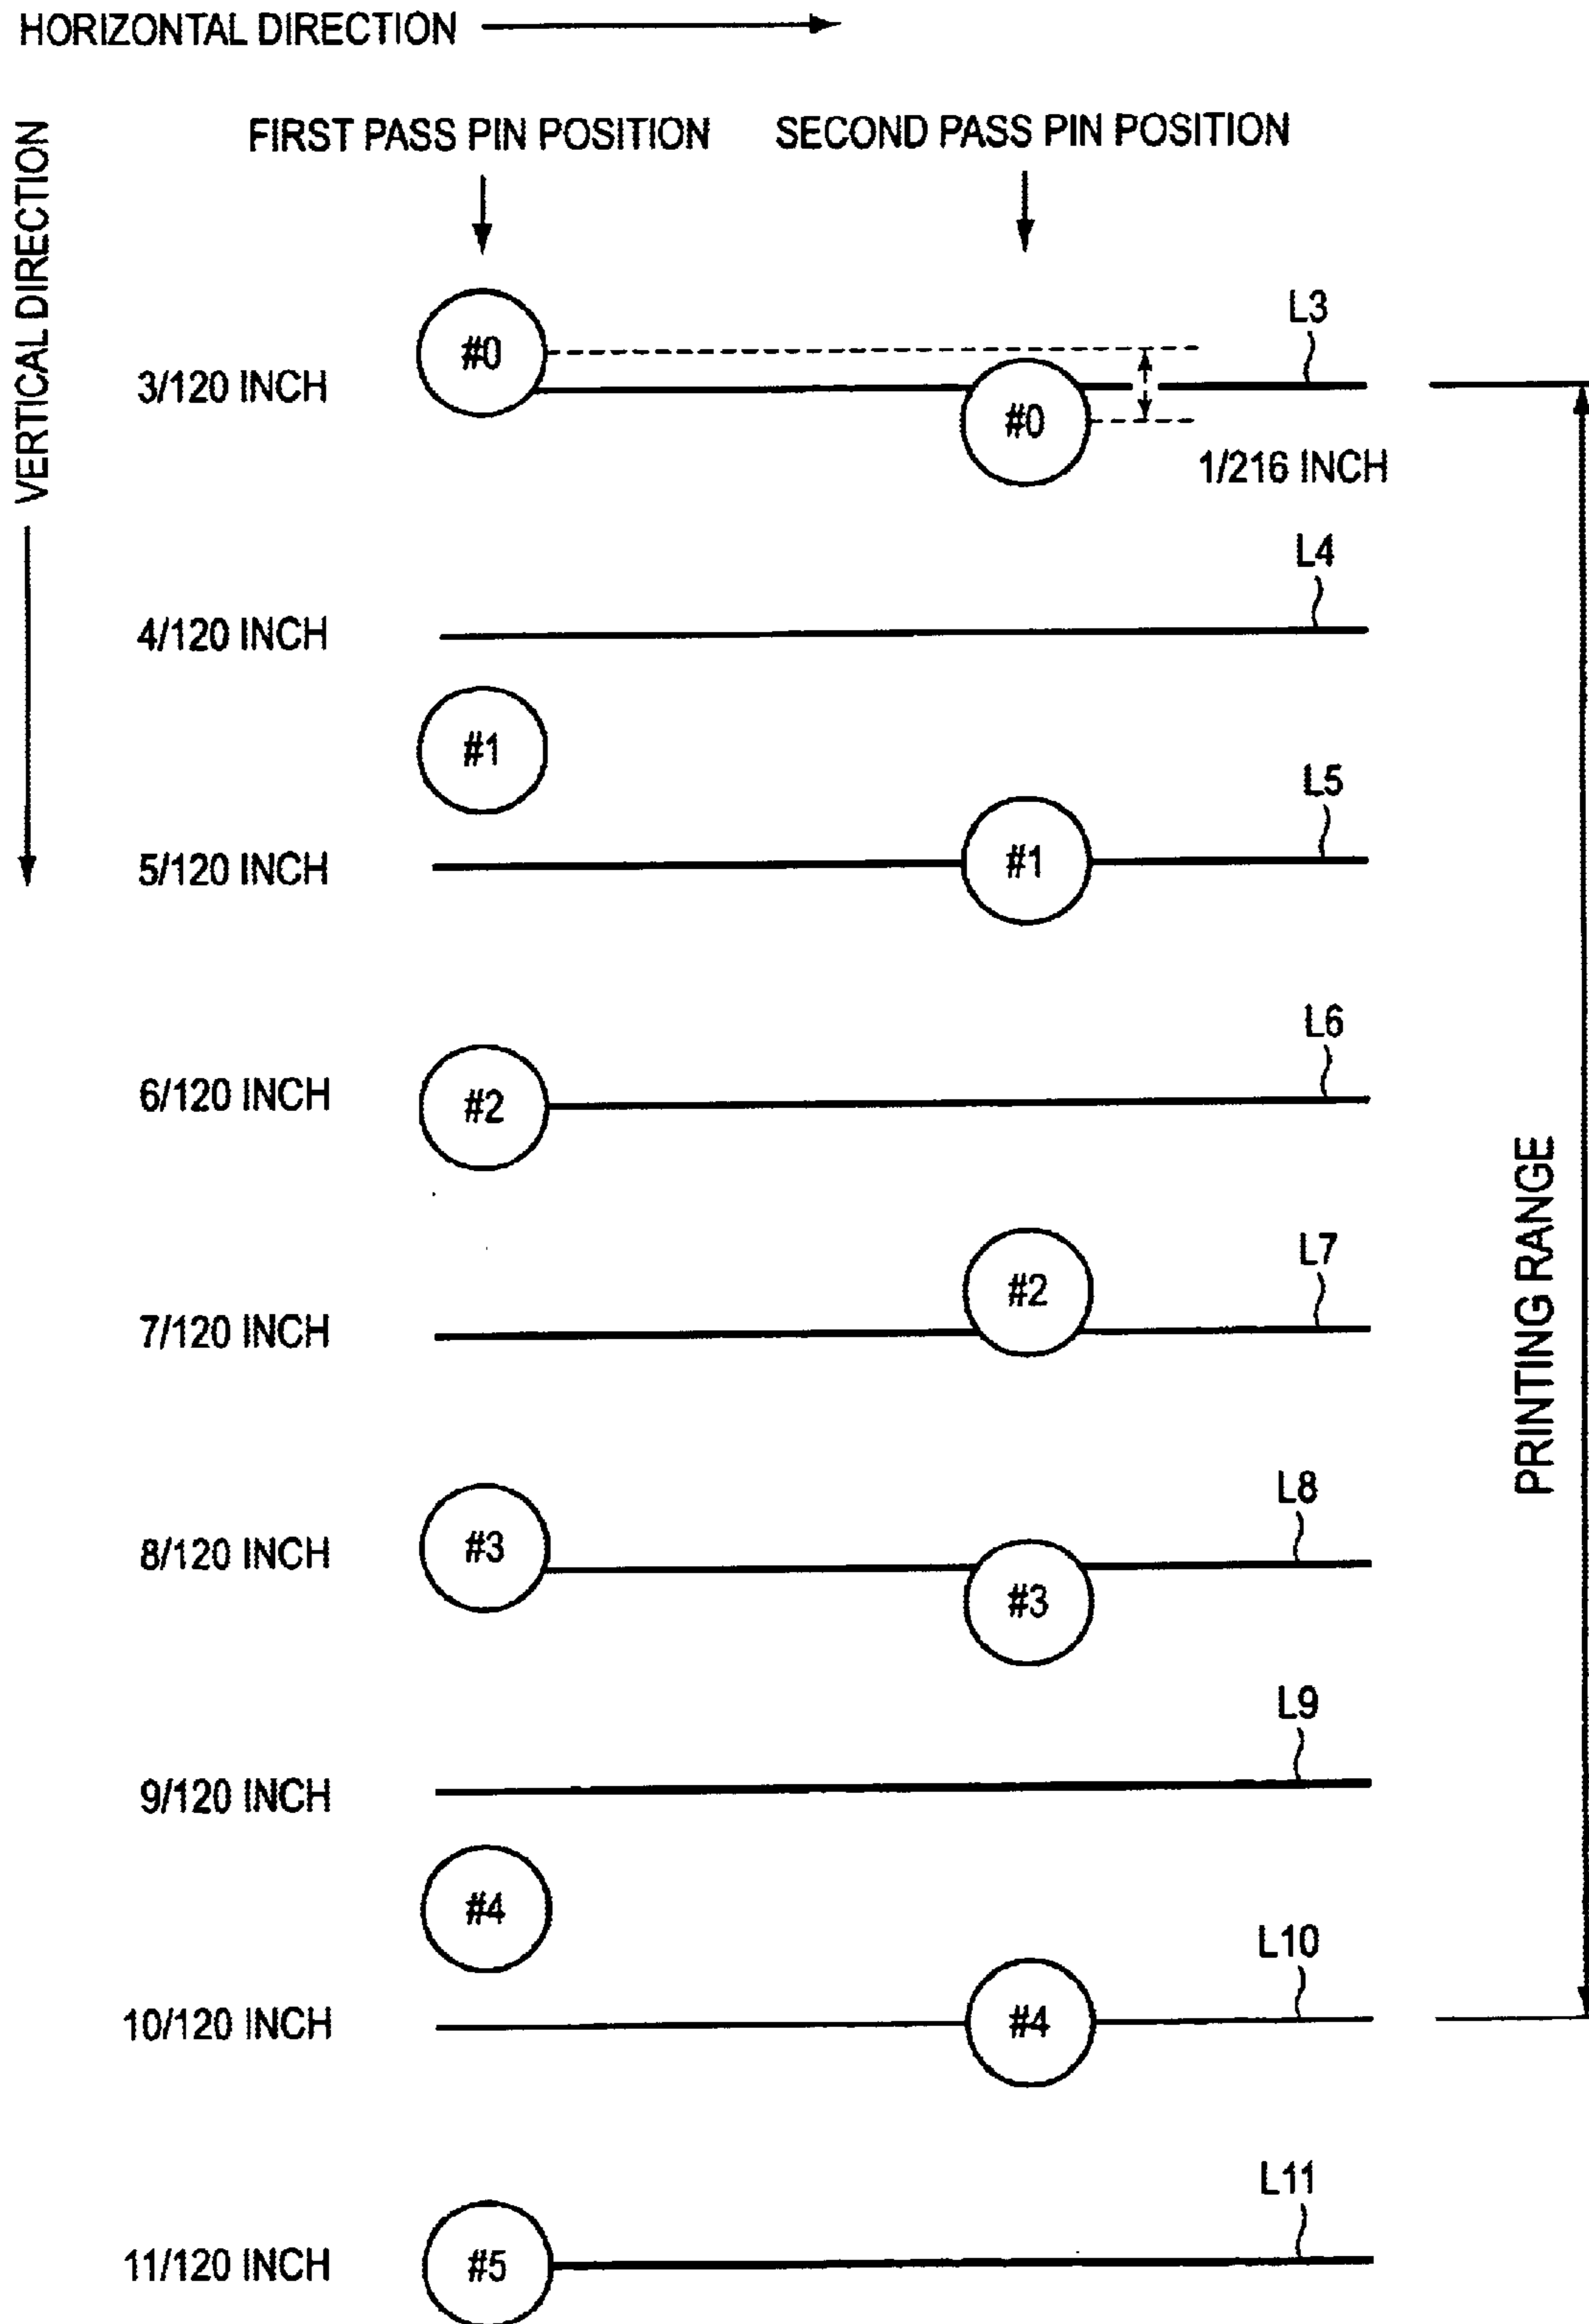 HORIZONTAL DIRECTION
VERTICAL DIRECTION
FIRST PASS PIN POSITION
SECOND PASS PIN POSITION
L3
#0
3/120 INCH
#0
1/216 INCH
L4
4/120 INCH
#1
L5
5/120 INCH
#1
L6
6/120 INCH
#2
PRINTING RANGE
L7
#2
7/120 INCH
L8
8/120 INCH
#3
#3
L9
9/120 INCH
#4
L10
10/120 INCH
#4
L11
11/120 INCH
#5